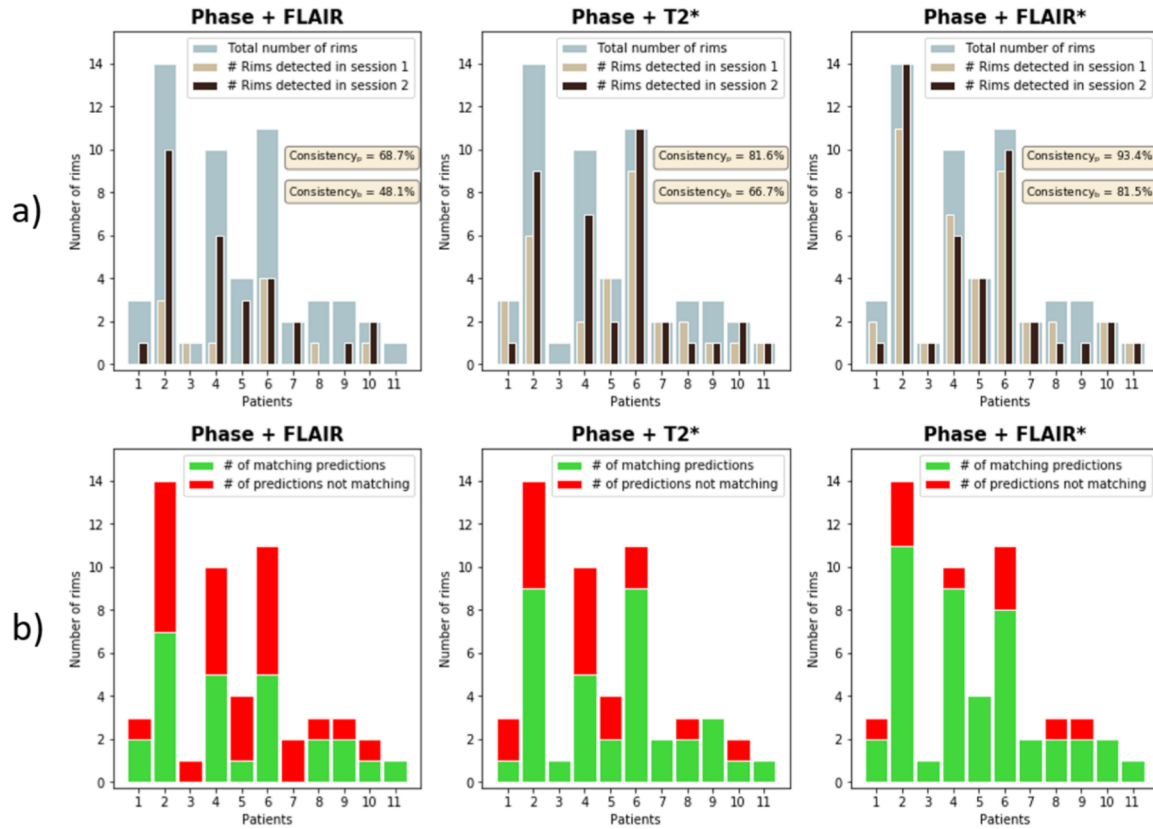 Phase + FLAIR
Total number of rims
# Rims detected in session 1
# Rims detected in session 2
Consistencyₚ = 68.7%
Consistency_b = 48.1%
Number of rims
0 2 4 6 8 10 12 14
1 2 3 4 5 6 7 8 9 10 11
Patients
Phase + T2*
Total number of rims
# Rims detected in session 1
# Rims detected in session 2
Consistencyₚ = 81.6%
Consistency_b = 66.7%
Number of rims
0 2 4 6 8 10 12 14
1 2 3 4 5 6 7 8 9 10 11
Patients
Phase + FLAIR*
Total number of rims
# Rims detected in session 1
# Rims detected in session 2
Consistencyₚ = 93.4%
Consistency_b = 81.5%
Number of rims
0 2 4 6 8 10 12 14
1 2 3 4 5 6 7 8 9 10 11
Patients
a)
Phase + FLAIR
# of matching predictions
# of predictions not matching
Number of rims
0 2 4 6 8 10 12 14
1 2 3 4 5 6 7 8 9 10 11
Patients
Phase + T2*
# of matching predictions
# of predictions not matching
Number of rims
0 2 4 6 8 10 12 14
1 2 3 4 5 6 7 8 9 10 11
Patients
Phase + FLAIR*
# of matching predictions
# of predictions not matching
Number of rims
0 2 4 6 8 10 12 14
1 2 3 4 5 6 7 8 9 10 11
Patients
b)